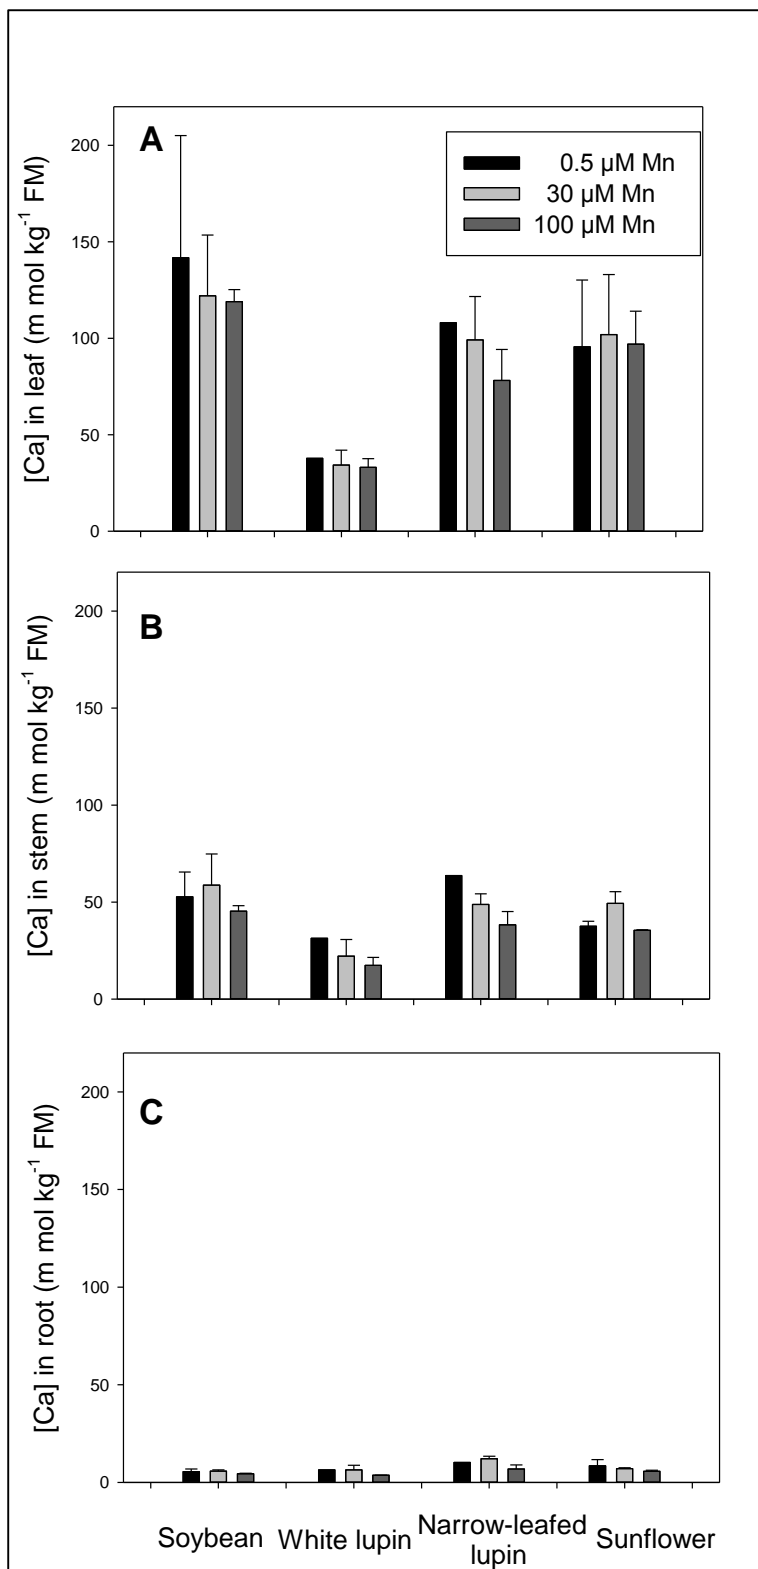 A
0.5 µM Mn
30 µM Mn
100 µM Mn
[Ca] in leaf (m mol kg⁻¹ FM)
200
150
100
50
0
B
[Ca] in stem (m mol kg⁻¹ FM)
200
150
100
50
0
C
[Ca] in root (m mol kg⁻¹ FM)
200
150
100
50
0
Soybean
White lupin
Narrow-leafed
lupin
Sunflower